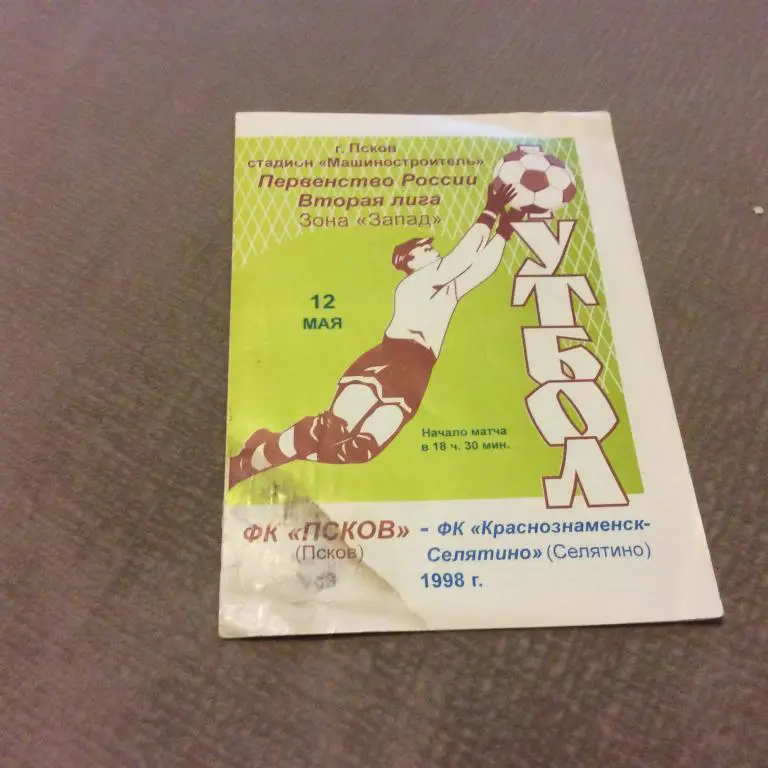 г. Псков
стадион «Машиностроитель»
Первенство России
Вторая лига
Зона «Запад»
12
МАЯ
ФУТБОЛ
Начало матча
в 18 ч. 30 мин.
ФК «ПСКОВ» - ФК «Краснознаменск-
(Псков) Селятино» (Селятино)
1998 г.